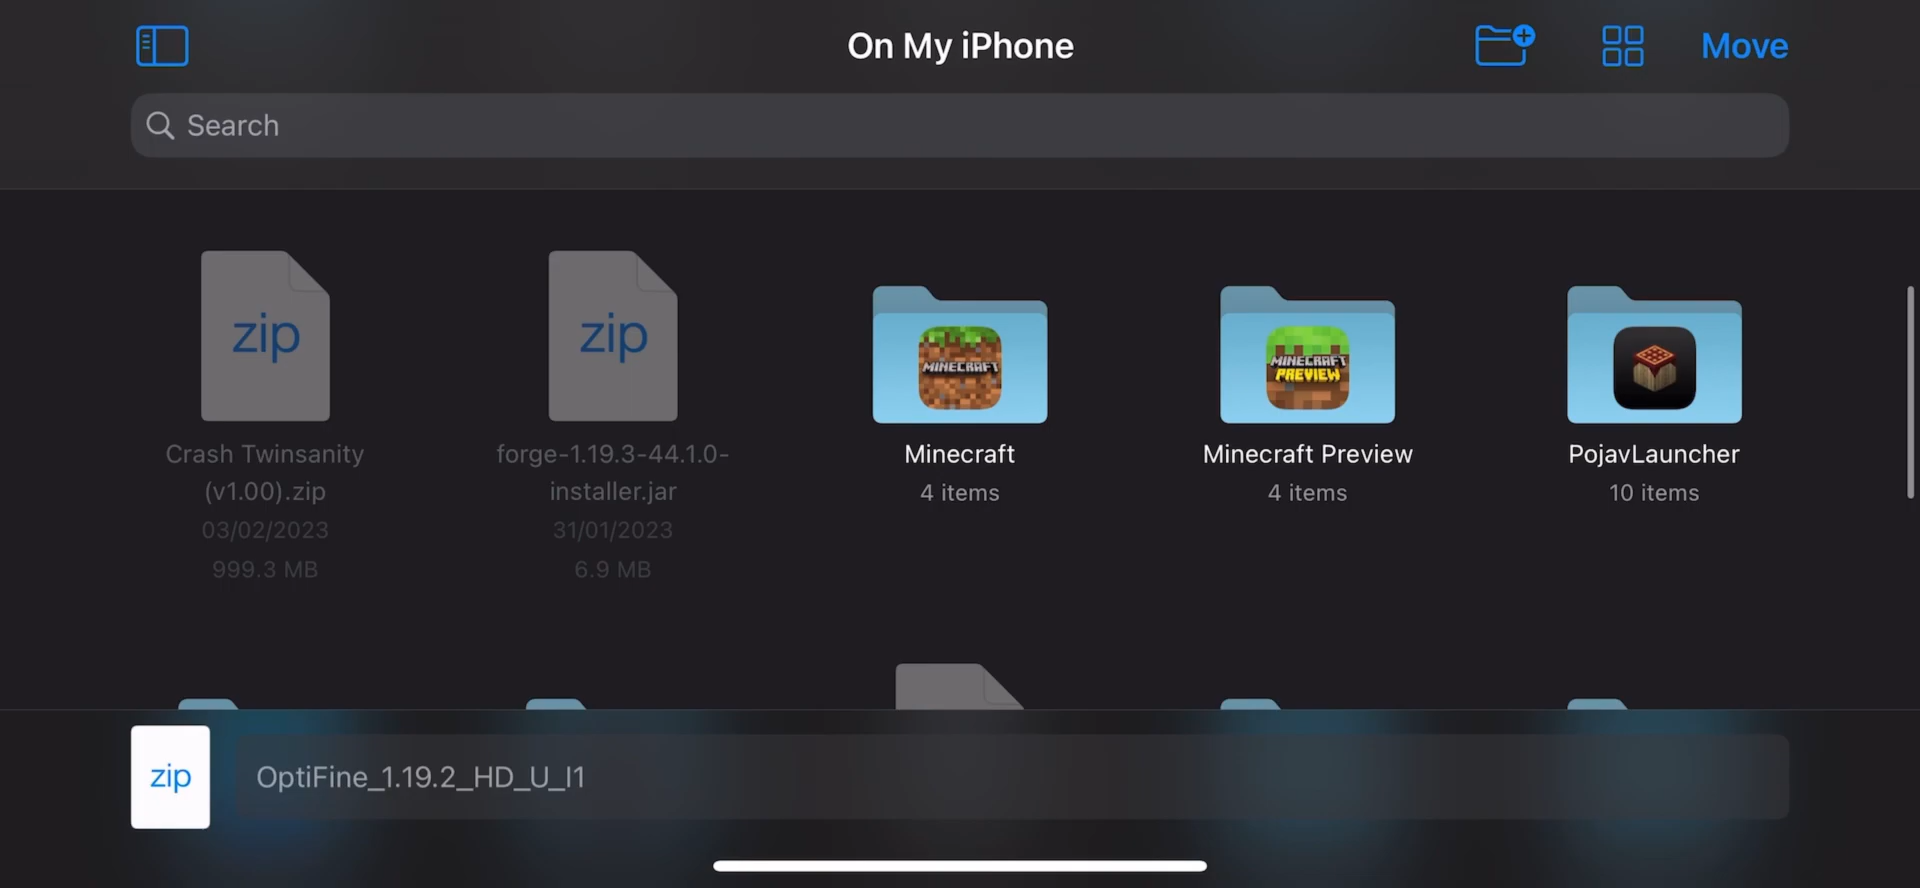 On My iPhone
Move
Search
zip
zip
MINECRAFT
MINECRAFT
PREVIEW
Crash Twinsanity
(v1.00).zip
03/02/2023
999.3 MB
forge-1.19.3-44.1.0-
installer.jar
31/01/2023
6.9 MB
Minecraft
4 items
Minecraft Preview
4 items
PojavLauncher
10 items
zip
OptiFine_1.19.2_HD_U_I1